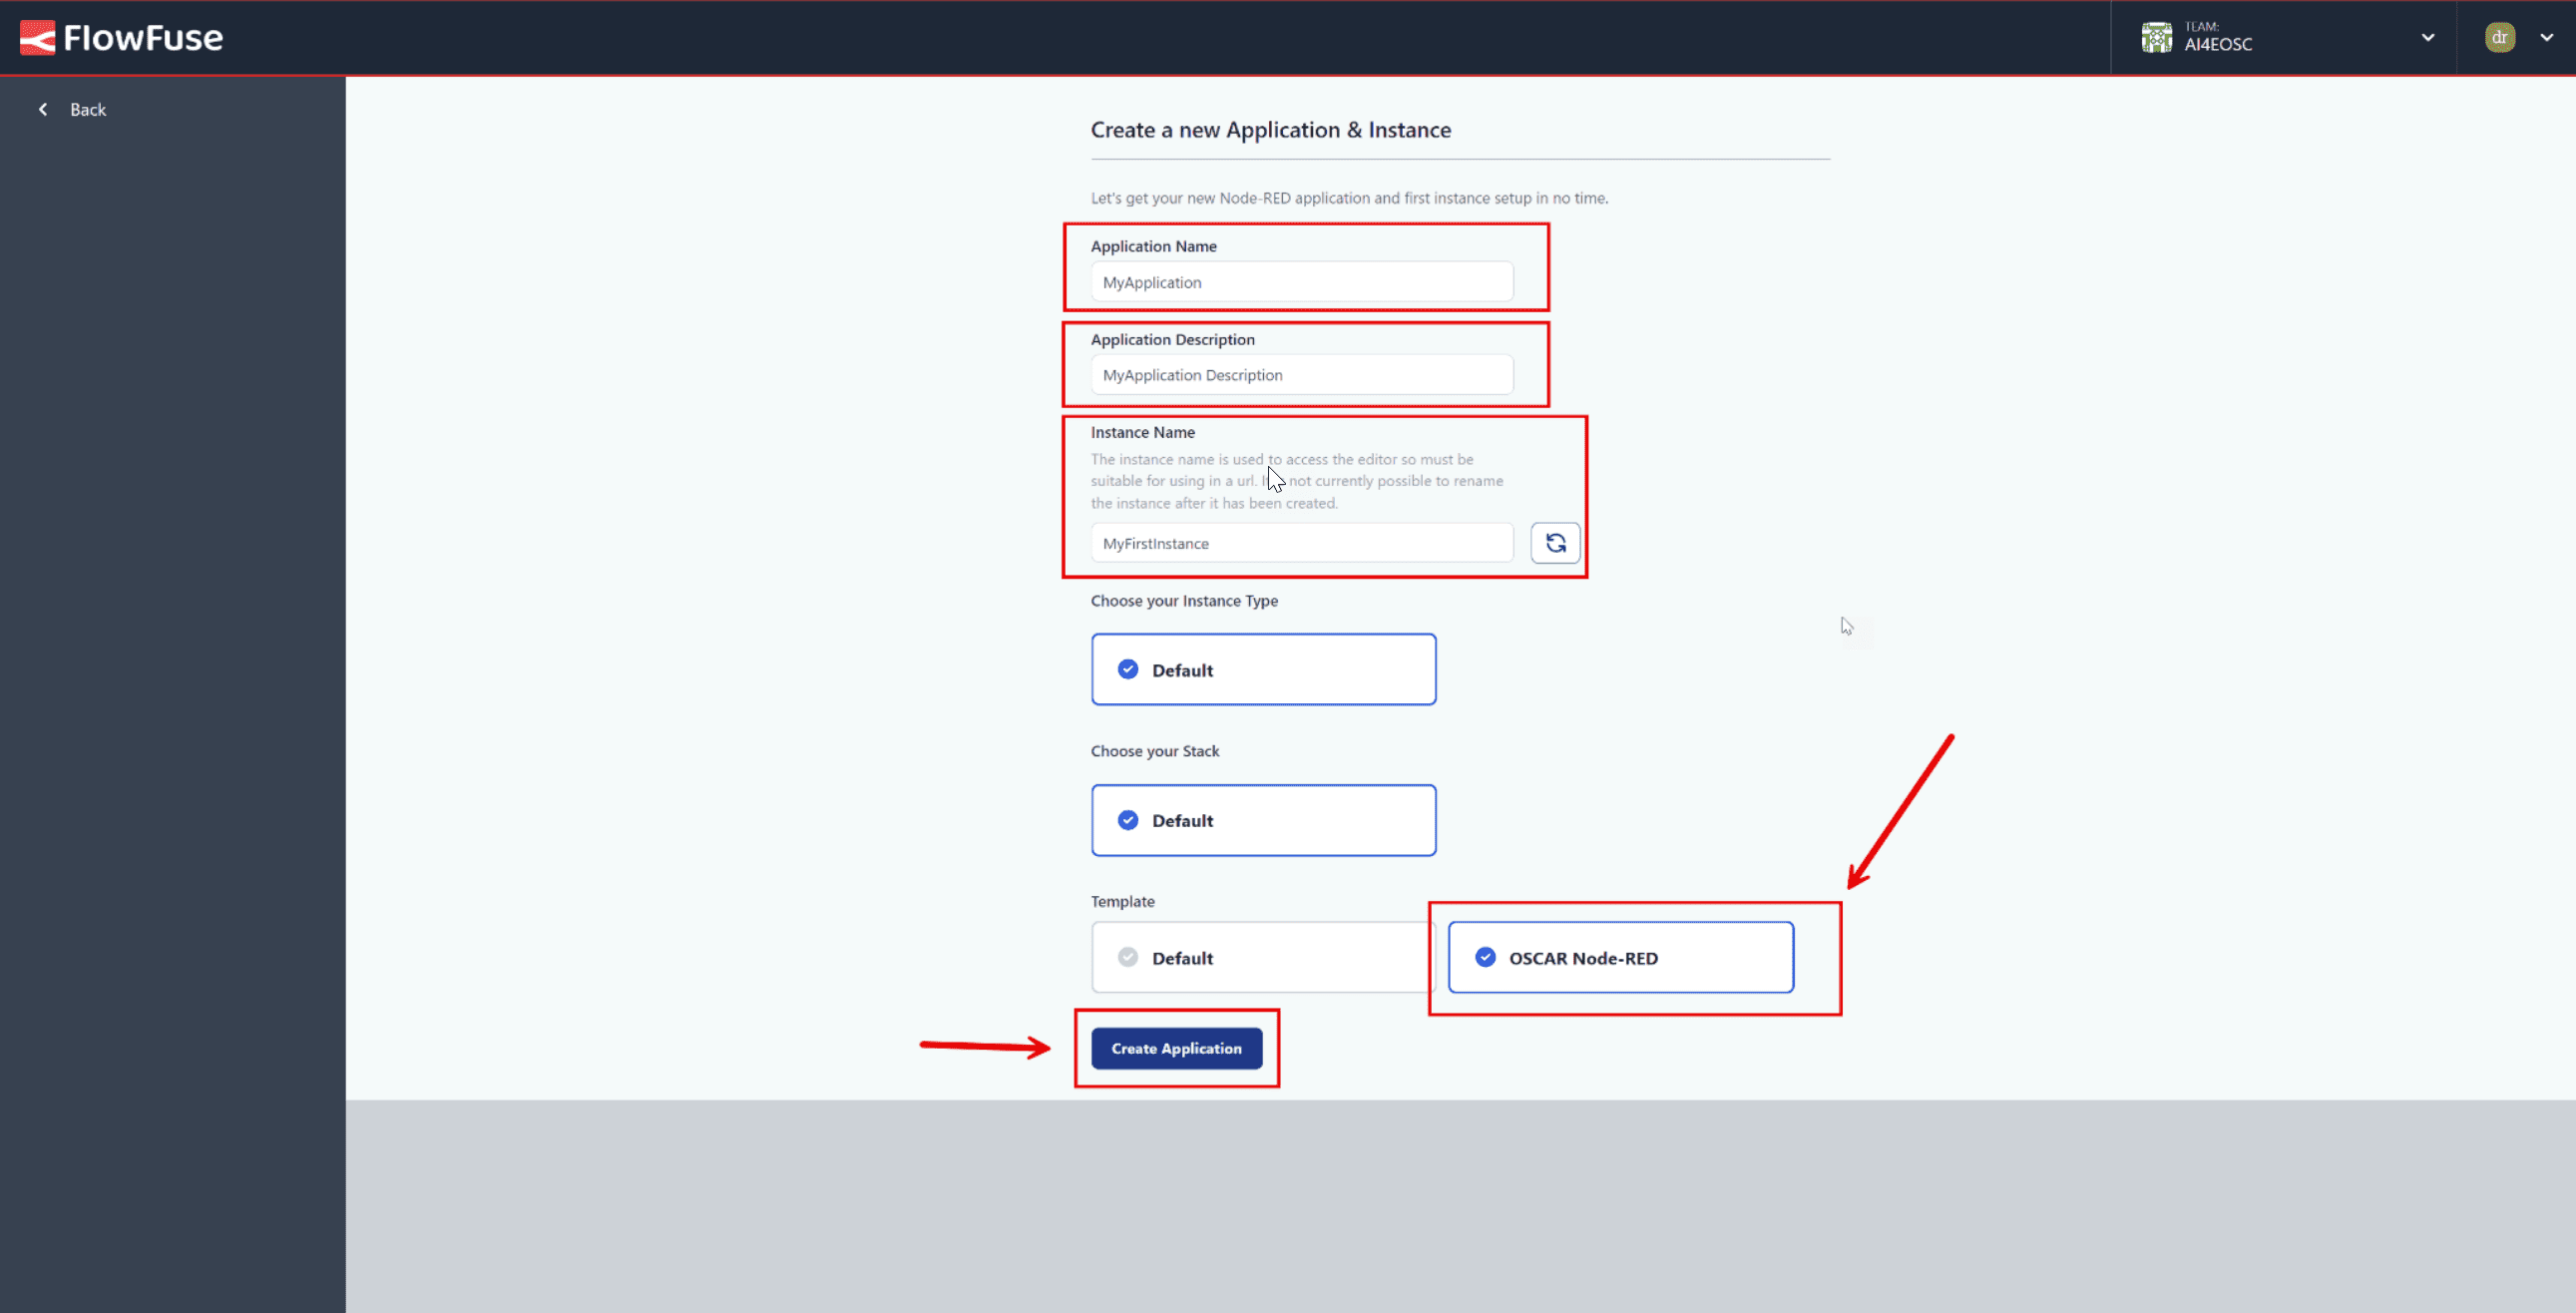 FlowFuse
TEAM:
AI4EOSC
dr
Back
Create a new Application & Instance
Let's get your new Node-RED application and first instance setup in no time.
Application Name
MyApplication
Application Description
MyApplication Description
Instance Name
The instance name is used to access the editor so must be
suitable for using in a url. not currently possible to rename
the instance after it has been created.
MyFirstInstance
Choose your Instance Type
Default
Choose your Stack
Default
Template
Default
OSCAR Node-RED
Create Application